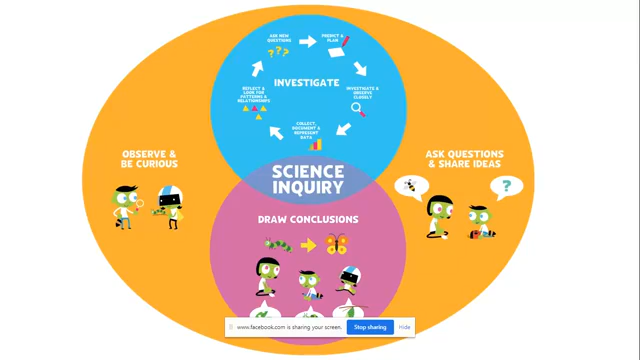 ASK NEW
QUESTIONS
???
PREDICT &
PLAN
INVESTIGATE
REFLECT &
LOOK FOR
PATTERNS &
RELATIONSHIPS
INVESTIGATE &
OBSERVE
CLOSELY
COLLECT,
DOCUMENT &
REPRESENT
DATA
OBSERVE &
BE CURIOUS
ASK QUESTIONS
& SHARE IDEAS
?
SCIENCE
INQUIRY
DRAW CONCLUSIONS
www.facebook.com is sharing your screen.
Stop sharing
Hide